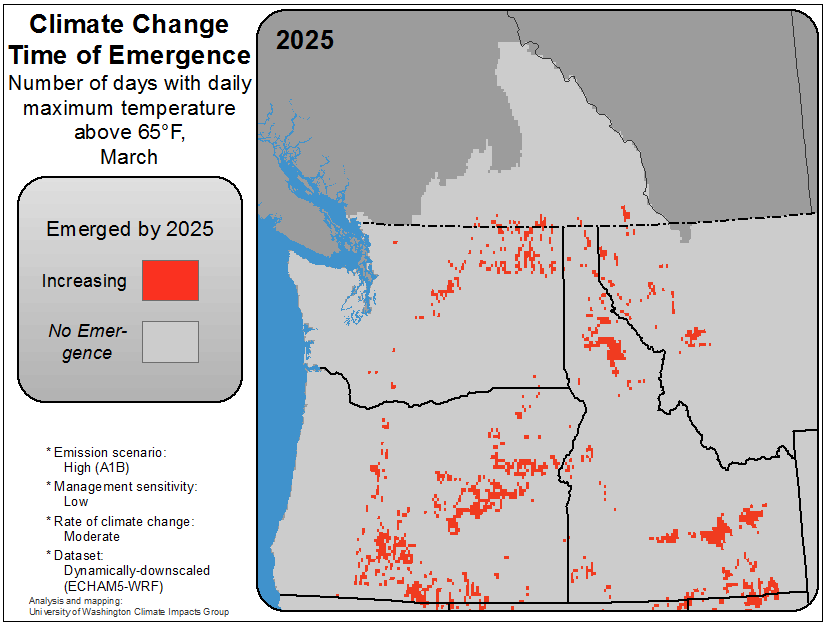 Climate Change
Time of Emergence
Number of days with daily
maximum temperature
above 65°F,
March
2025
Emerged by 2025
Increasing
No Emer-
gence
* Emission scenario:
High (A1B)
* Management sensitivity:
Low
* Rate of climate change:
Moderate
* Dataset:
Dynamically-downscaled
(ECHAM5-WRF)
Analysis and mapping:
University of Washington Climate Impacts Group